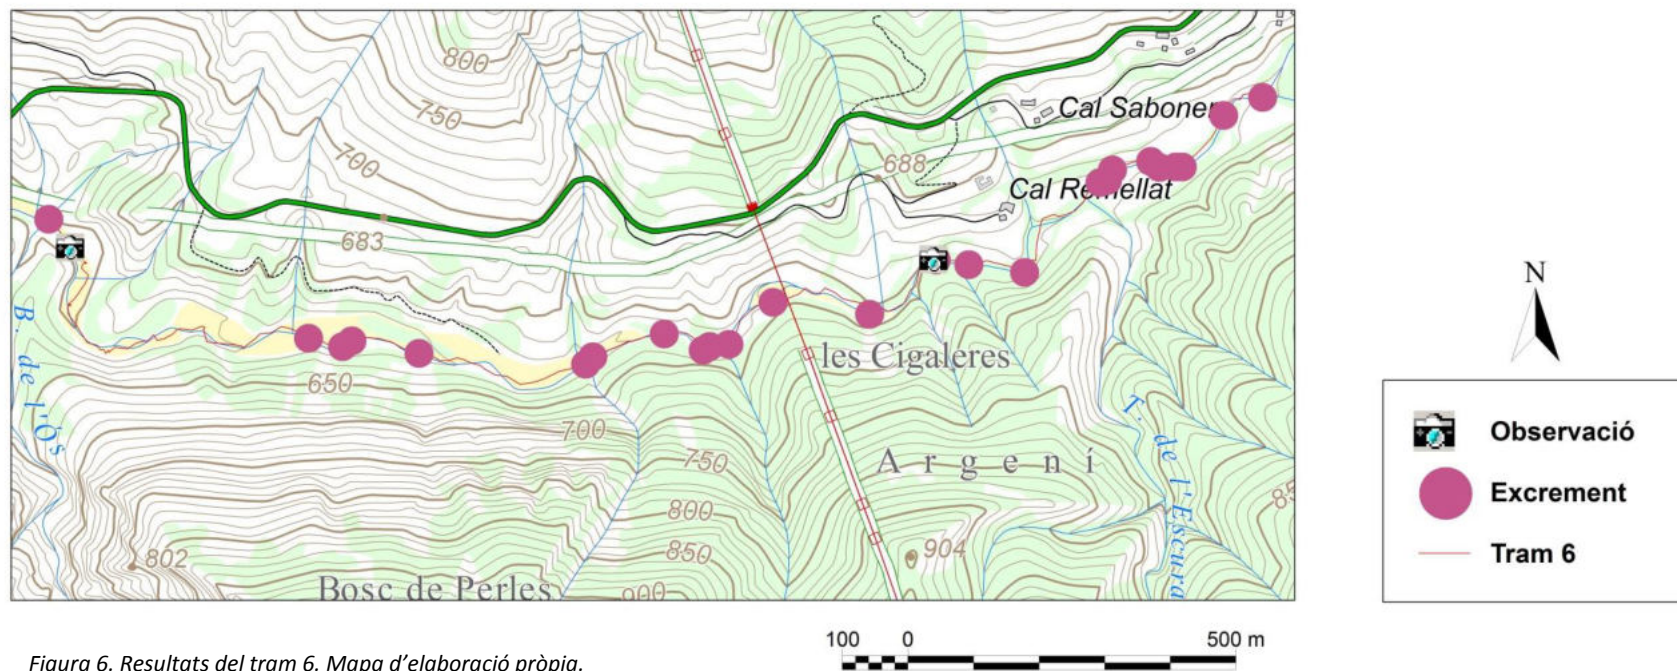 800
750
700
Cal Saboner
688
Cal Remellat
683
B. de l'Ós
650
les Cigaleres
700
750
Argení
T. de l'Escura
800
850
904
802
Bosc de Perles
900
N
Observació
Excrement
Tram 6
100 0 500 m
Figura 6. Resultats del tram 6. Mapa d'elaboració pròpia.